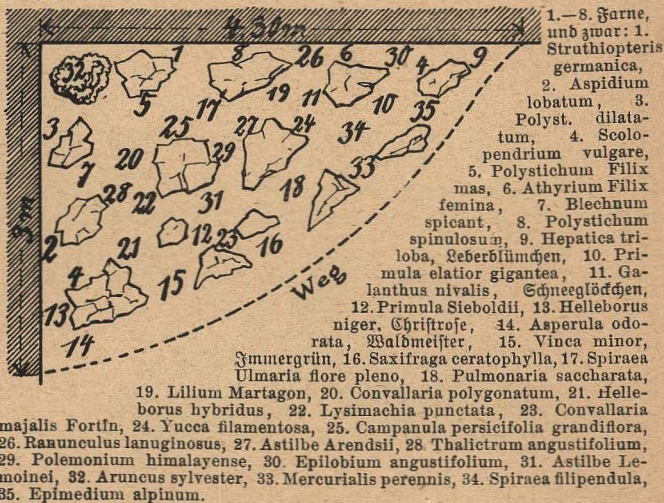 4.30m
3m
32 1 8 26 6 30 4 9
5 17 19 11 10 35
3 25 27 24 34
7 20 29 33
28 22 31 18
2 21 12 23 16
4 15 Weg
13
14
1.—8. Farne,
und zwar: 1.
Struthiopteris
germanica,
2. Aspidium
lobatum, 3.
Polyst. dilata-
tum, 4. Scolo-
pendrium vulgare,
5. Polystichum Filix
mas, 6. Athyrium Filix
femina, 7. Blechnum
spicant, 8. Polystichum
spinulosum, 9. Hepatica tri-
loba, Leberblümchen, 10. Pri-
mula elatior gigantea, 11. Ga-
lanthus nivalis, Schneeglöckchen,
12. Primula Sieboldii, 13. Helleborus
niger, Christrose, 14. Asperula odo-
rata, Waldmeister, 15. Vinca minor,
Immergrün, 16. Saxifraga ceratophylla, 17. Spiraea
Ulmaria flore pleno, 18. Pulmonaria saccharata,
19. Lilium Martagon, 20. Convallaria polygonatum, 21. Helle-
borus hybridus, 22. Lysimachia punctata, 23. Convallaria
majalis Fortin, 24. Yucca filamentosa, 25. Campanula persicifolia grandiflora,
26. Ranunculus lanuginosus, 27. Astilbe Arendsii, 28 Thalictrum angustifolium,
29. Polemonium himalayense, 30. Epilobium angustifolium, 31. Astilbe Le-
moinei, 32. Aruncus sylvester, 33. Mercurialis perennis, 34. Spiraea filipendula,
35. Epimedium alpinum.